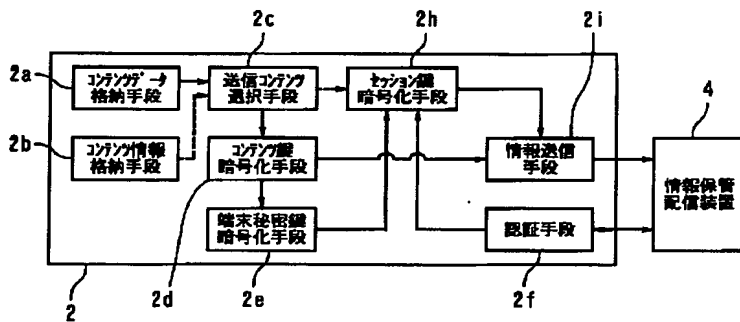 2c
2h
2i
2a
コンテンツデータ
格納手段
送信コンテンツ
選択手段
セッション鍵
暗号化手段
4
2b
コンテンツ情報
格納手段
コンテンツ鍵
暗号化手段
情報送信
手段
情報保管
配信装置
端末秘密鍵
暗号化手段
認証手段
2
2d
2e
2f